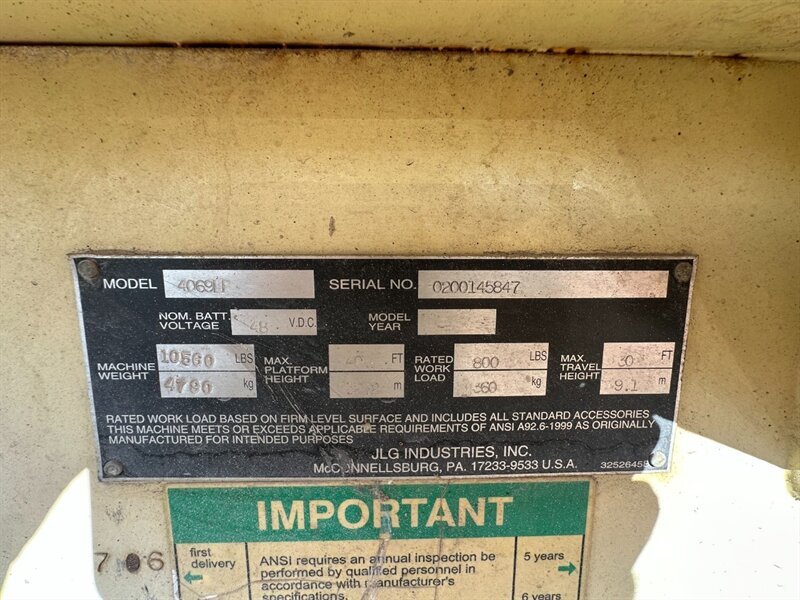 MODEL 4069 SERIAL NO. 0200145847
NOM. BATT. VOLTAGE 48 V.D.C. MODEL YEAR
MACHINE WEIGHT LBS kg MAX. PLATFORM HEIGHT 40 FT m RATED WORK LOAD 800 LBS 360 kg MAX. TRAVEL HEIGHT 30 FT 9.1 m
RATED WORK LOAD BASED ON FIRM LEVEL SURFACE AND INCLUDES ALL STANDARD ACCESSORIES
THIS MACHINE MEETS OR EXCEEDS APPLICABLE REQUIREMENTS OF ANSI A92.6-1999 AS ORIGINALLY
MANUFACTURED FOR INTENDED PURPOSES
JLG INDUSTRIES, INC.
McCONNELLSBURG, PA. 17233-9533 U.S.A.
IMPORTANT
first
delivery
ANSI requires an annual inspection be
performed by qualified personnel in
accordance with manufacturer's
specifications.
5 years
6 years